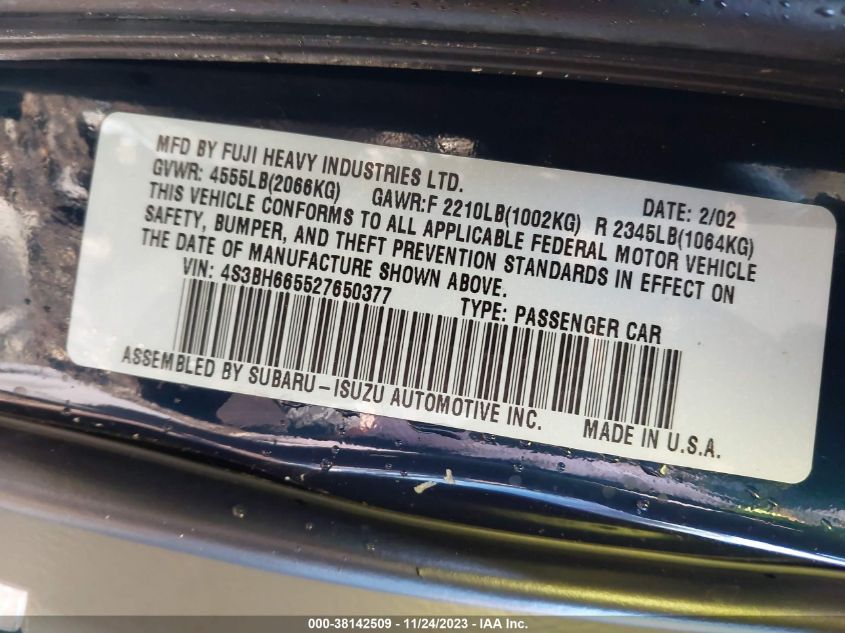 MFD BY FUJI HEAVY INDUSTRIES LTD. DATE: 2/02
GVWR: 4555LB(2066KG) GAWR:F 2210LB(1002KG) R 2345LB(1064KG)
THIS VEHICLE CONFORMS TO ALL APPLICABLE FEDERAL MOTOR VEHICLE
SAFETY, BUMPER, AND THEFT PREVENTION STANDARDS IN EFFECT ON
THE DATE OF MANUFACTURE SHOWN ABOVE.
VIN: 4S3BH665527650377 TYPE: PASSENGER CAR
ASSEMBLED BY SUBARU-ISUZU AUTOMOTIVE INC. MADE IN U.S.A.
000-38142509 - 11/24/2023 - IAA Inc.